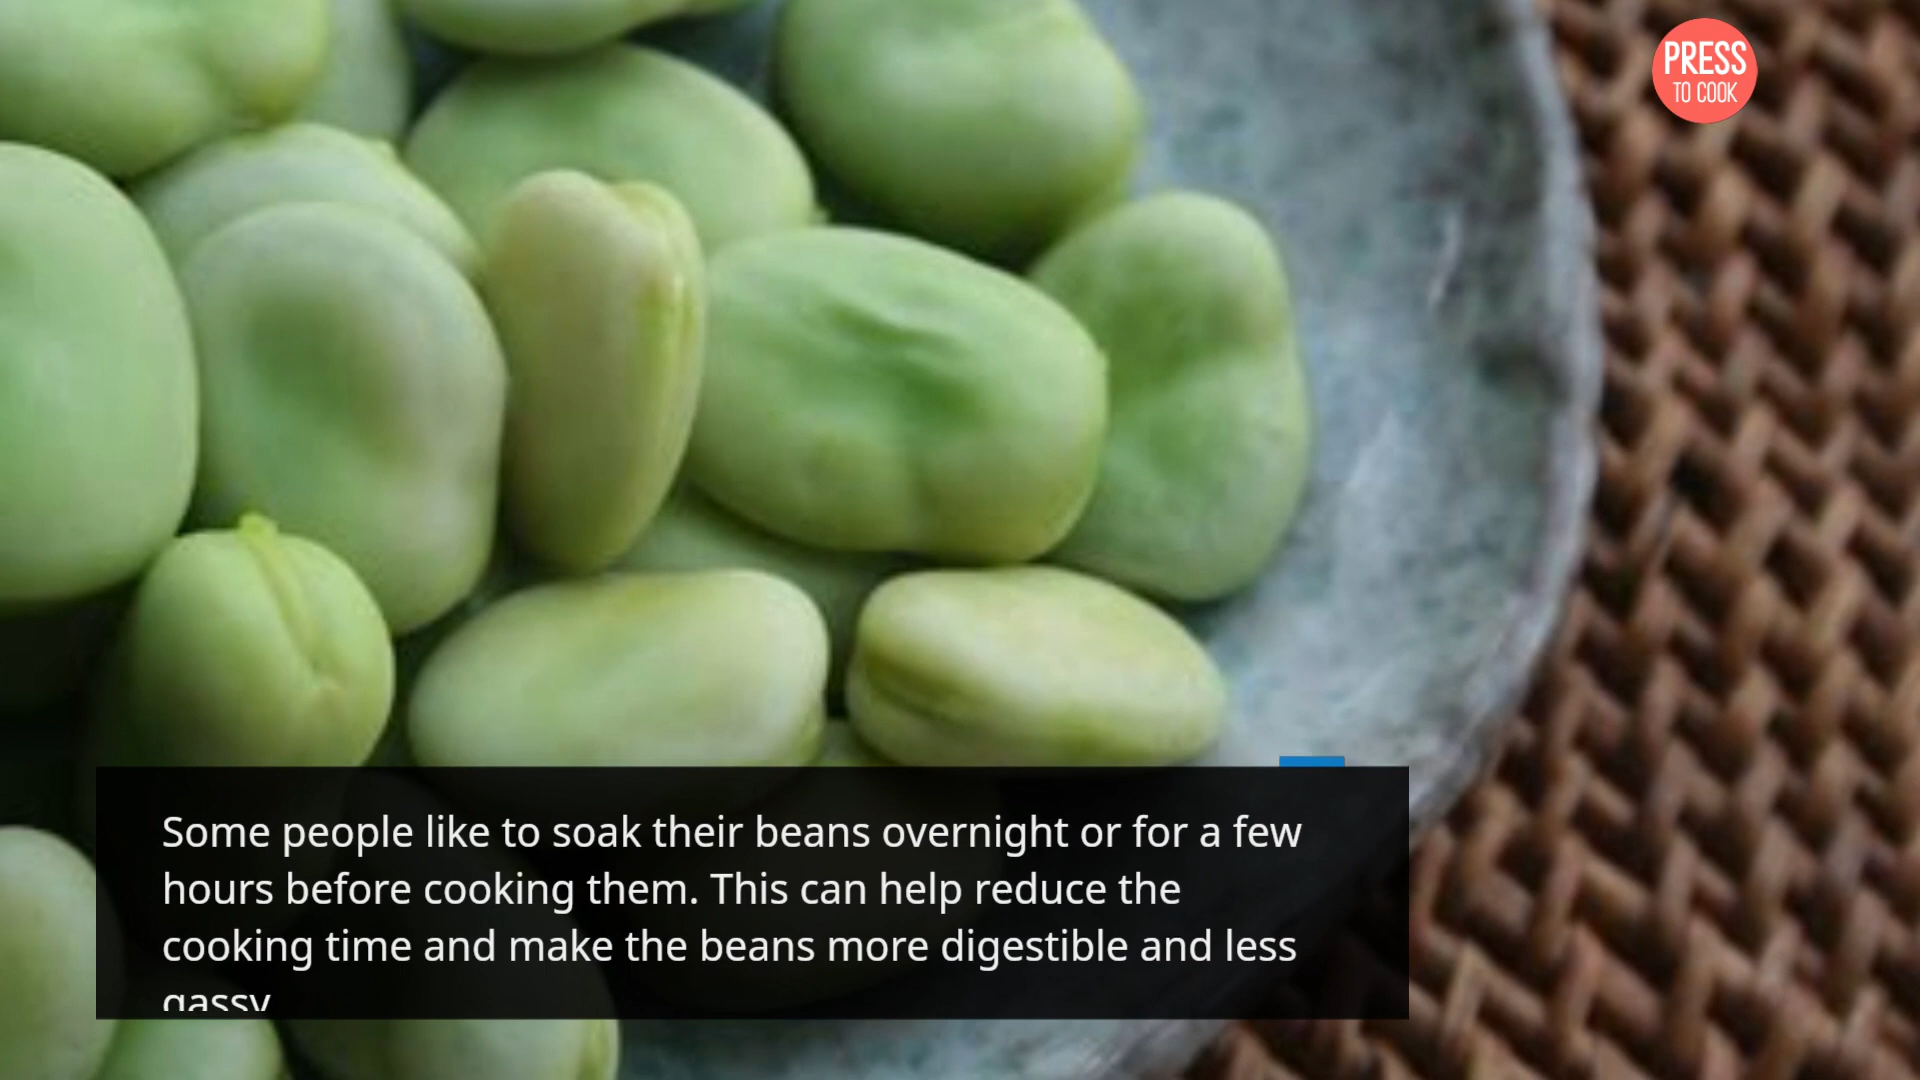 PRESS
TO COOK
Some people like to soak their beans overnight or for a few
hours before cooking them. This can help reduce the
cooking time and make the beans more digestible and less
gassy